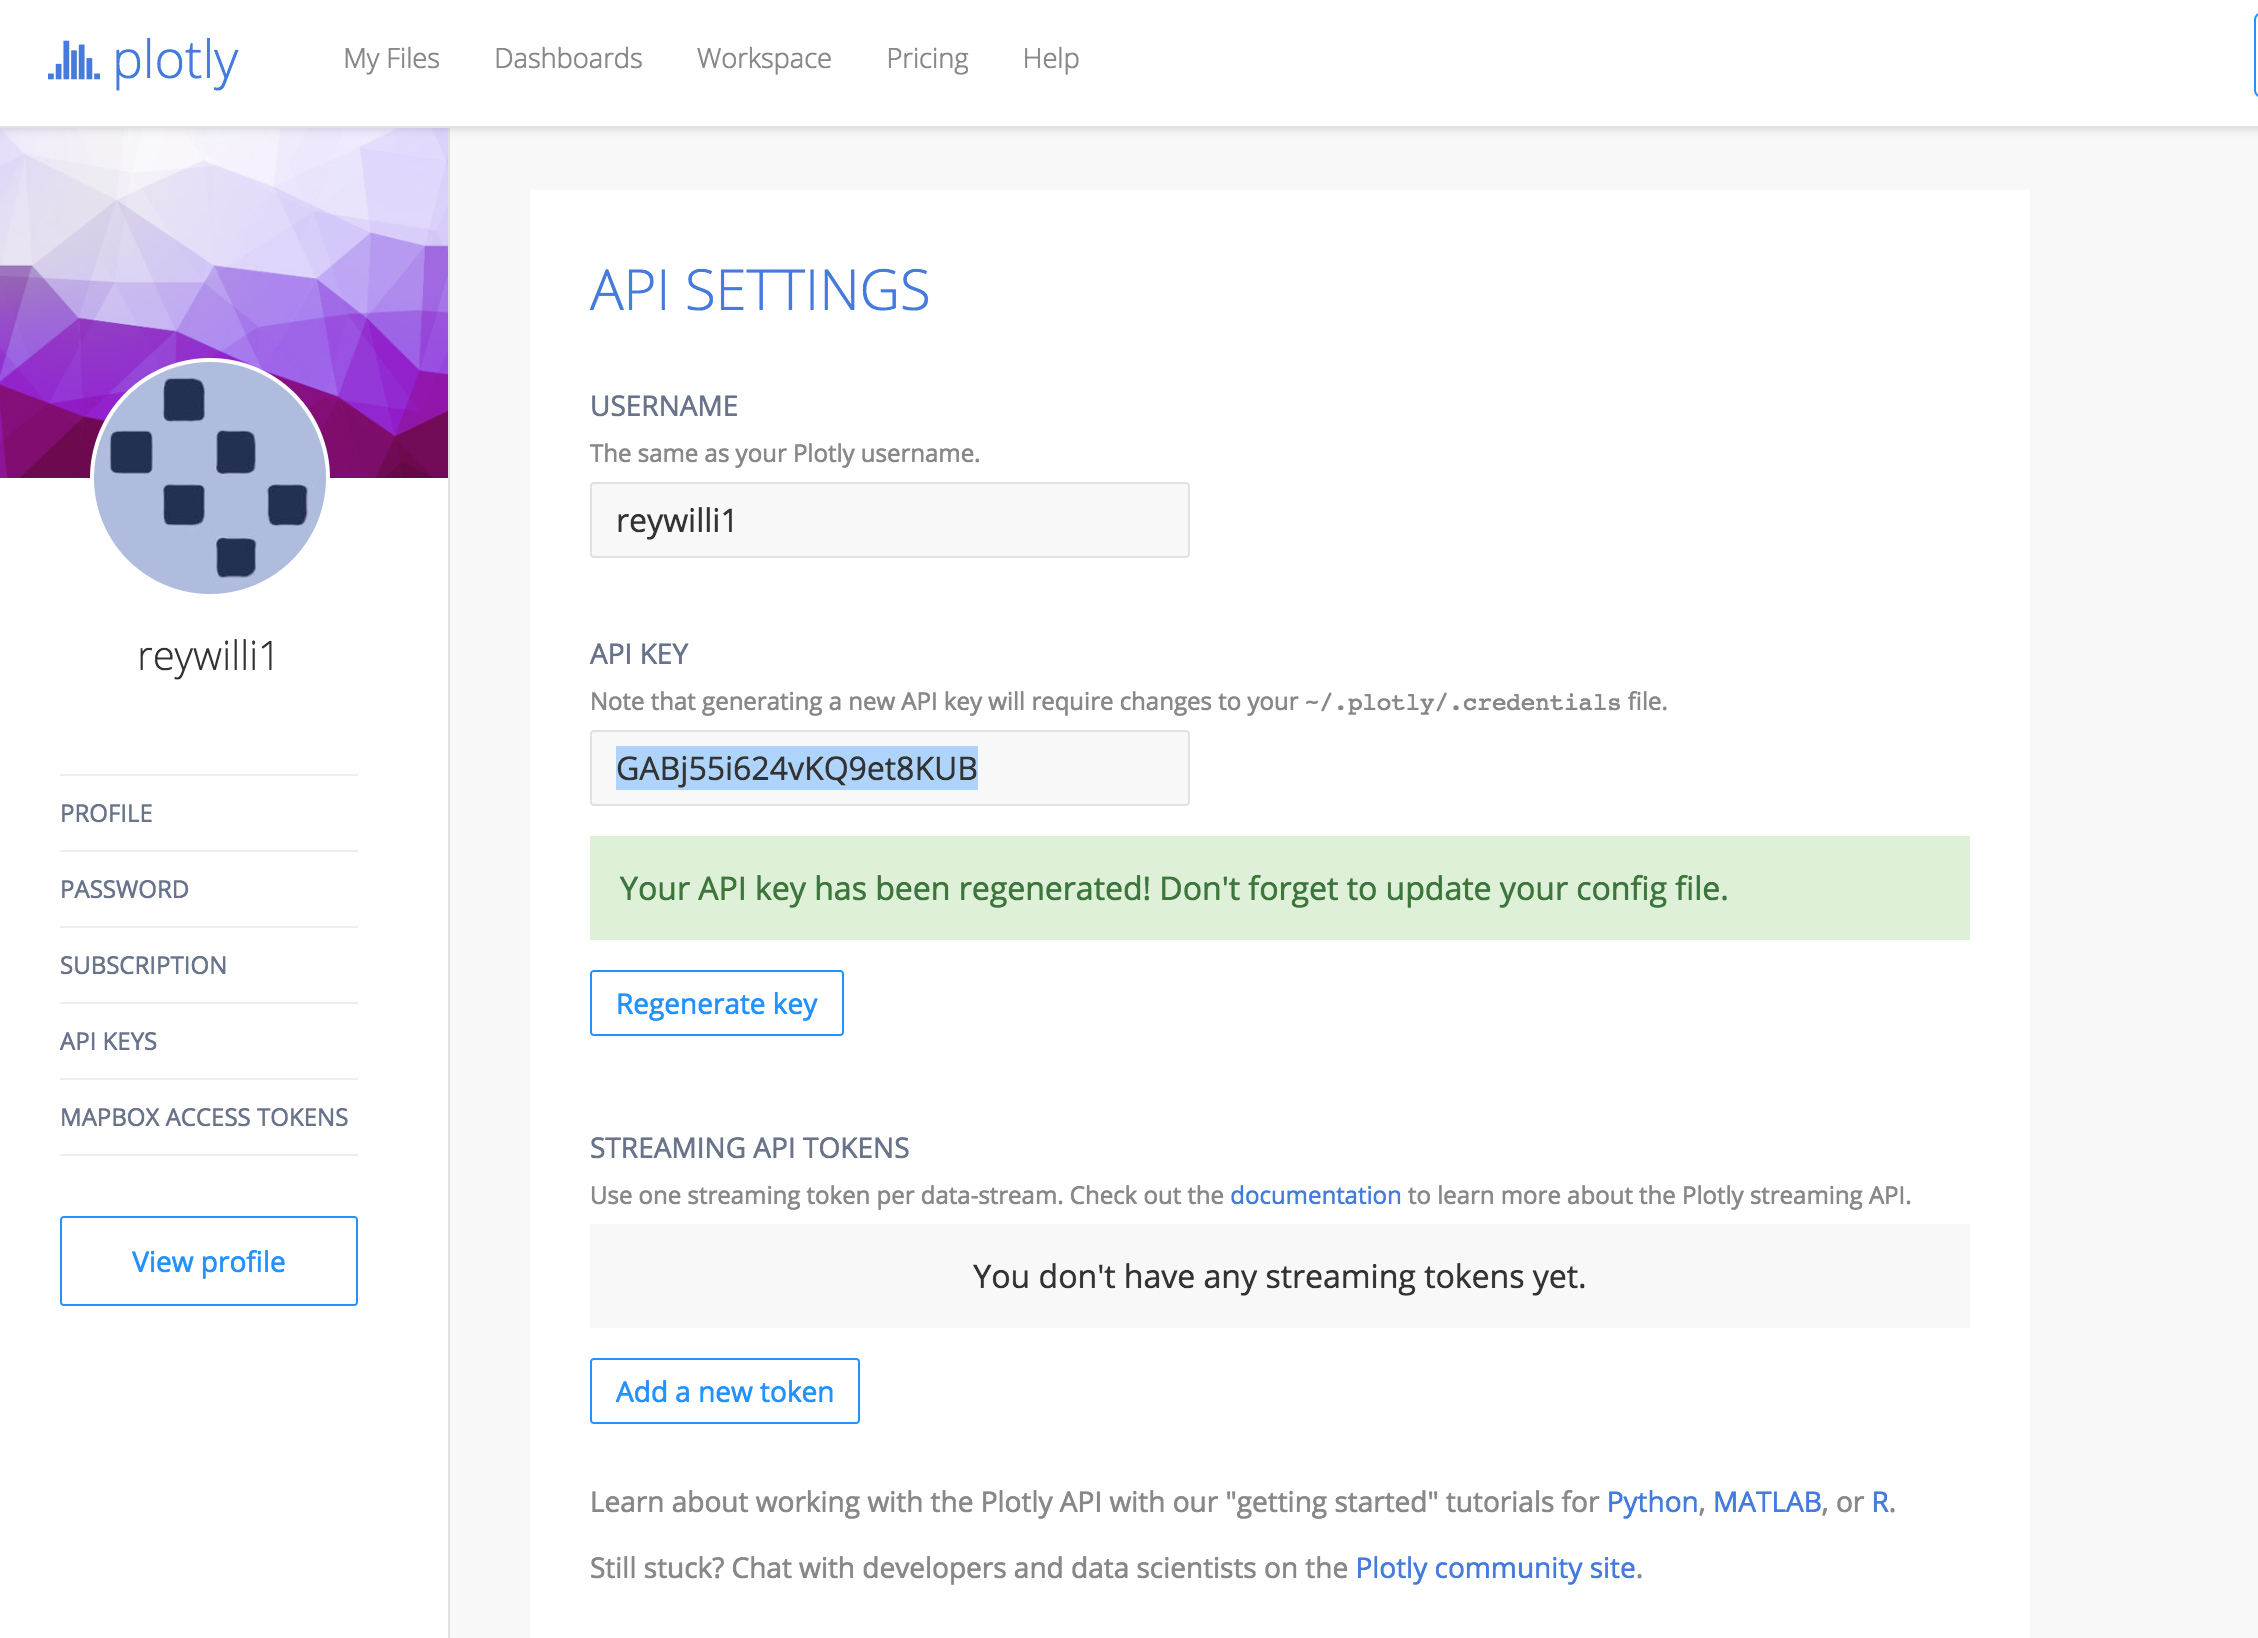 plotly
My Files
Dashboards
Workspace
Pricing
Help
reywilli1
PROFILE
PASSWORD
SUBSCRIPTION
API KEYS
MAPBOX ACCESS TOKENS
View profile
API SETTINGS
USERNAME
The same as your Plotly username.
reywilli1
API KEY
Note that generating a new API key will require changes to your ~/.plotly/.credentials file.
GABj55i624vKQ9et8KUB
Your API key has been regenerated! Don't forget to update your config file.
Regenerate key
STREAMING API TOKENS
Use one streaming token per data-stream. Check out the documentation to learn more about the Plotly streaming API.
You don't have any streaming tokens yet.
Add a new token
Learn about working with the Plotly API with our "getting started" tutorials for Python, MATLAB, or R.
Still stuck? Chat with developers and data scientists on the Plotly community site.